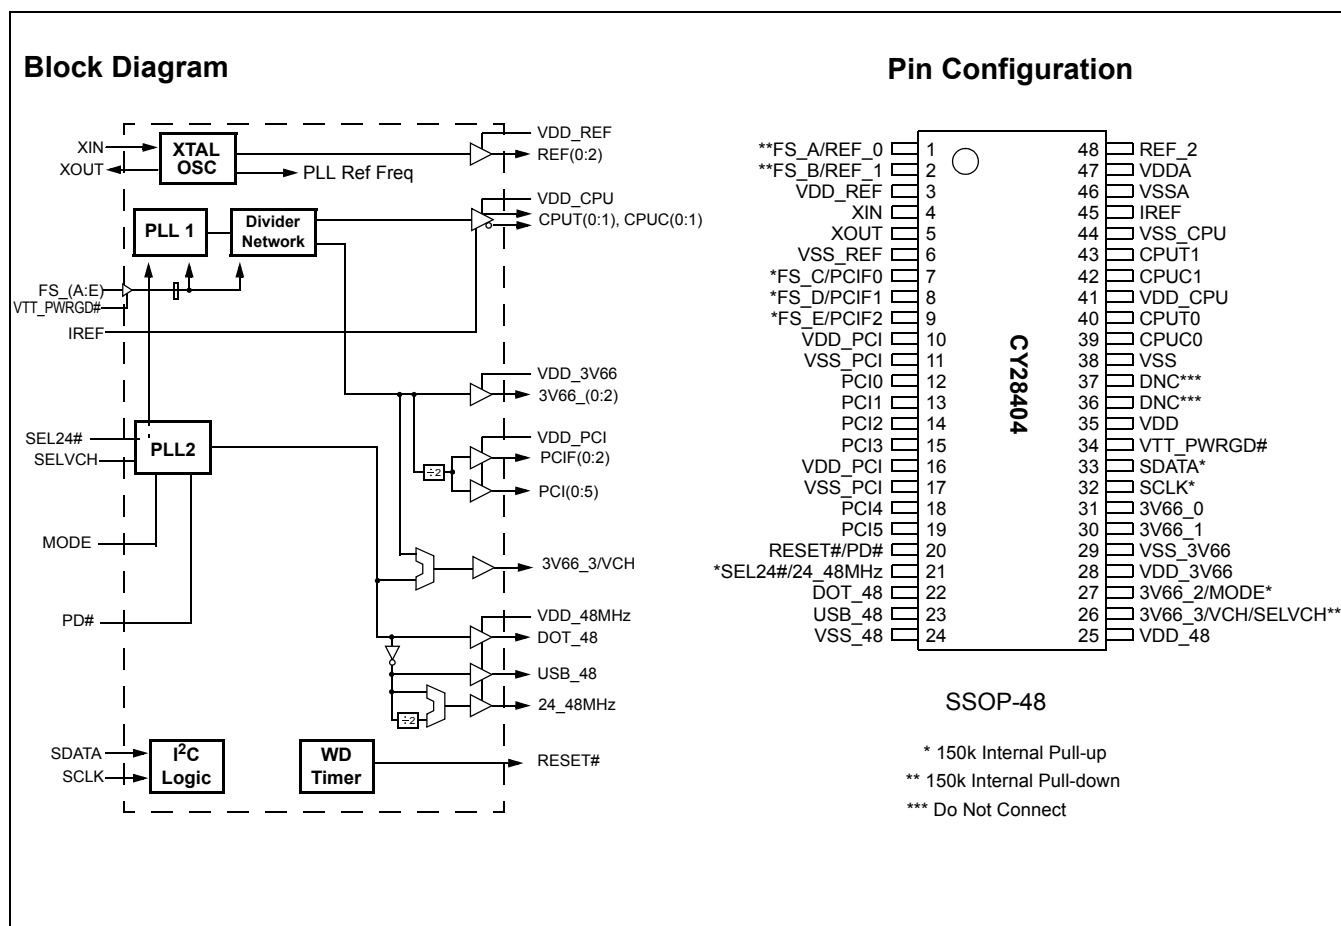 Block Diagram
XIN
XOUT
XTAL
OSC
VDD_REF
REF(0:2)
PLL Ref Freq
PLL 1
Divider
Network
VDD_CPU
CPUT(0:1), CPUC(0:1)
FS_(A:E)
VTT_PWRGD#
IREF
VDD_3V66
3V66_(0:2)
SEL24#
SELVCH
PLL2
VDD_PCI
PCIF(0:2)
÷2
PCI(0:5)
MODE
3V66_3/VCH
PD#
VDD_48MHz
DOT_48
USB_48
÷2
24_48MHz
SDATA
SCLK
I2C
Logic
WD
Timer
RESET#
Pin Configuration
**FS_A/REF_0 1
**FS_B/REF_1 2
VDD_REF 3
XIN 4
XOUT 5
VSS_REF 6
*FS_C/PCIF0 7
*FS_D/PCIF1 8
*FS_E/PCIF2 9
VDD_PCI 10
VSS_PCI 11
PCI0 12
PCI1 13
PCI2 14
PCI3 15
VDD_PCI 16
VSS_PCI 17
PCI4 18
PCI5 19
RESET#/PD# 20
*SEL24#/24_48MHz 21
DOT_48 22
USB_48 23
VSS_48 24
CY28404
48 REF_2
47 VDDA
46 VSSA
45 IREF
44 VSS_CPU
43 CPUT1
42 CPUC1
41 VDD_CPU
40 CPUT0
39 CPUC0
38 VSS
37 DNC***
36 DNC***
35 VDD
34 VTT_PWRGD#
33 SDATA*
32 SCLK*
31 3V66_0
30 3V66_1
29 VSS_3V66
28 VDD_3V66
27 3V66_2/MODE*
26 3V66_3/VCH/SELVCH**
25 VDD_48
SSOP-48
* 150k Internal Pull-up
** 150k Internal Pull-down
*** Do Not Connect